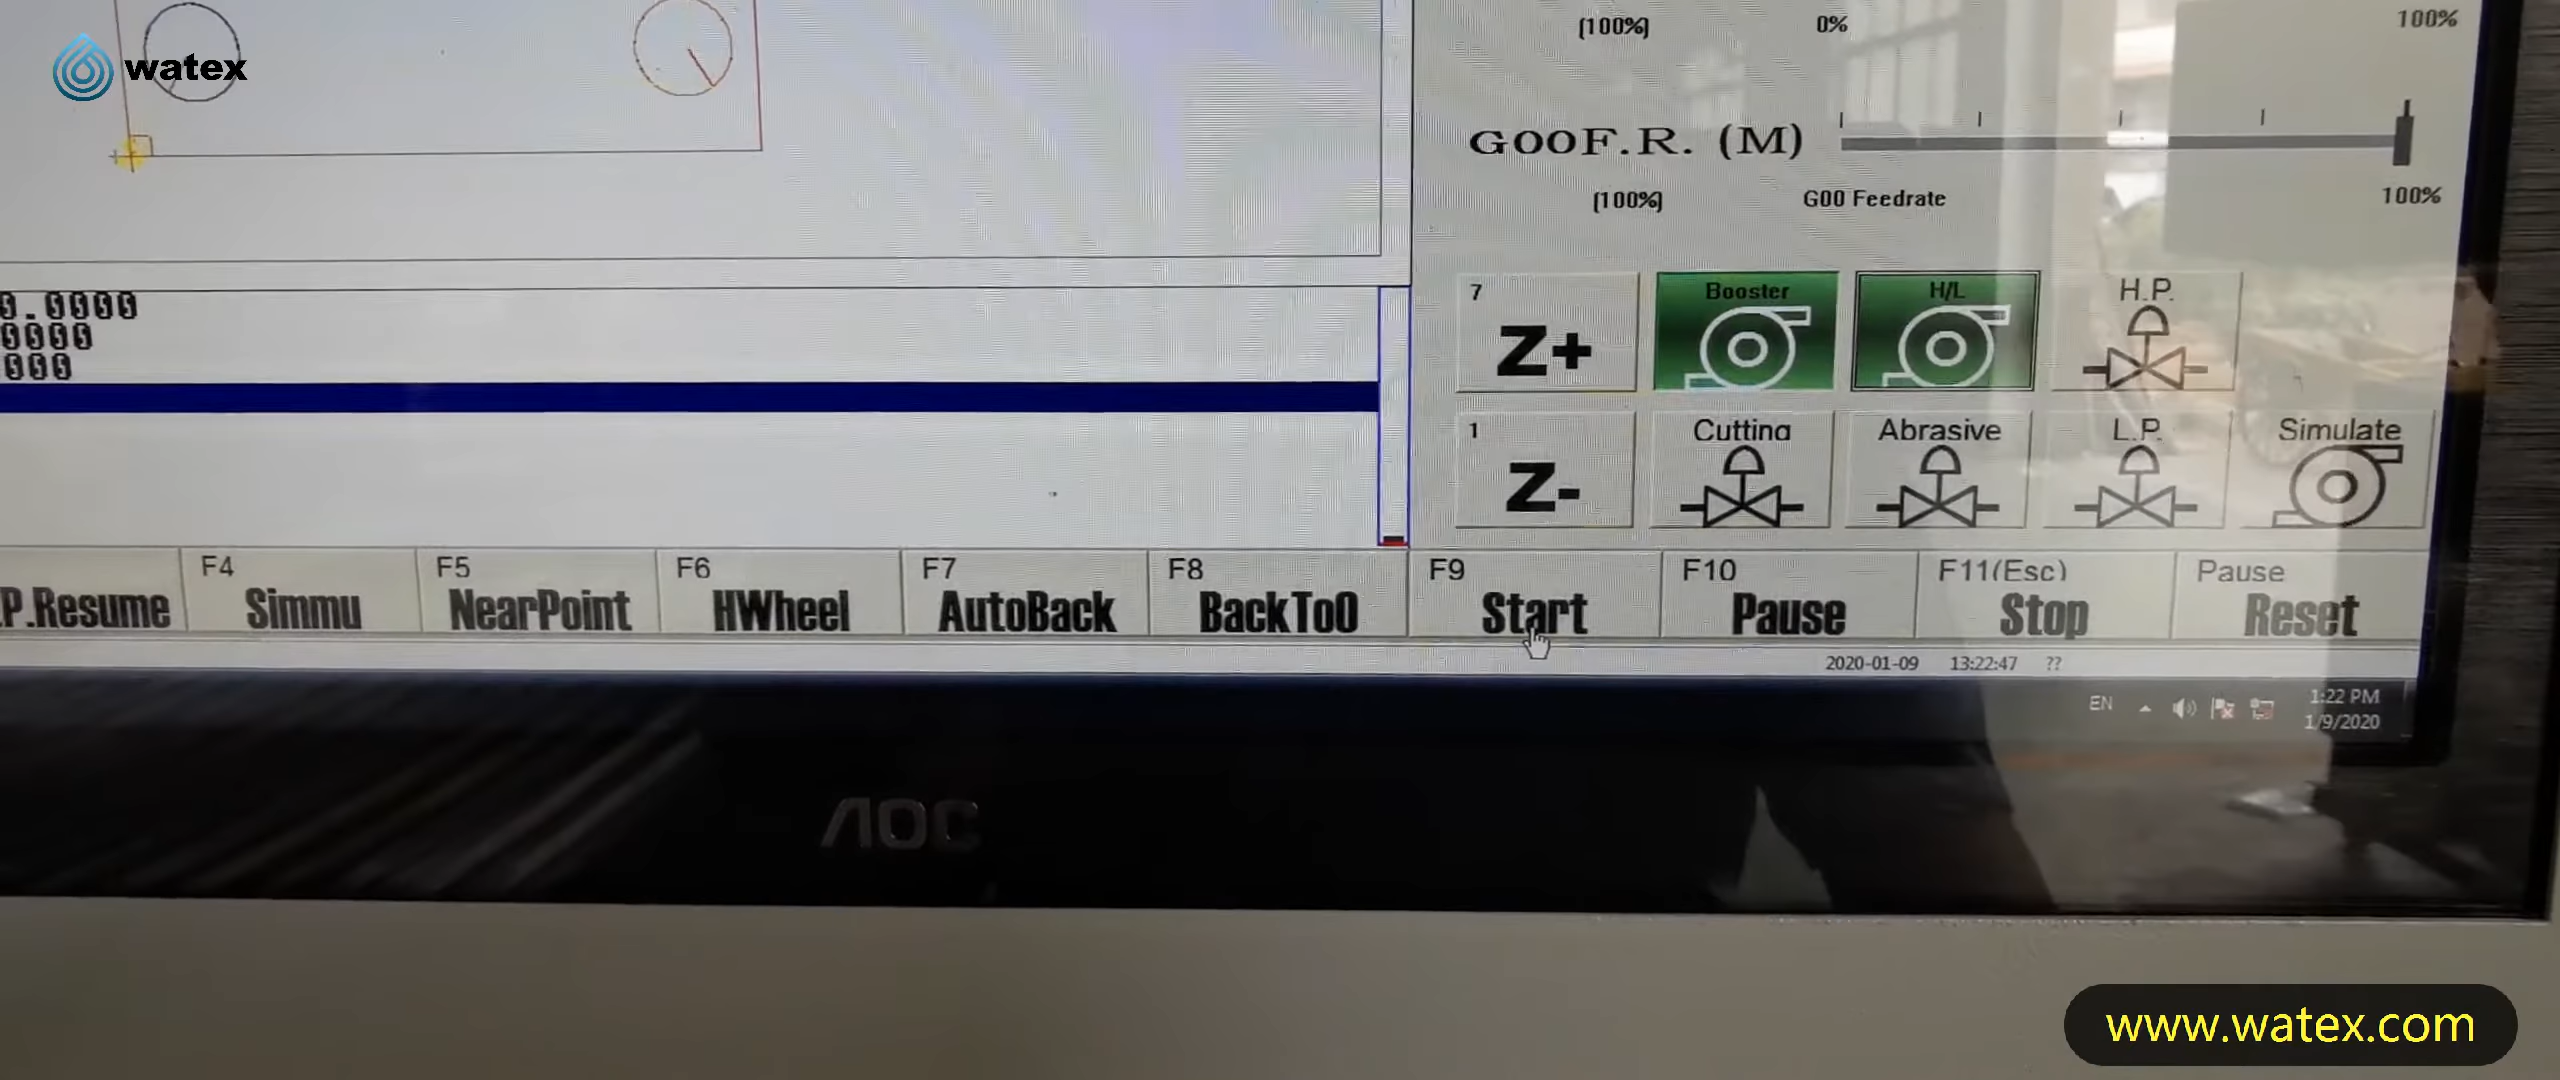 watex
(100%) 0% 100%
G00F.R. (M)
(100%) G00 Feedrate 100%
0.0000
0000
000
7 Z+
Booster
H/L
H.P.
1 Z-
Cutting
Abrasive
L.P.
Simulate
P.Resume
F4 Simmu
F5 NearPoint
F6 HWheel
F7 AutoBack
F8 BackTo0
F9 Start
F10 Pause
F11(Esc) Stop
Pause Reset
2020-01-09 13:22:47 ??
EN
1:22 PM
1/9/2020
AOC
www.watex.com